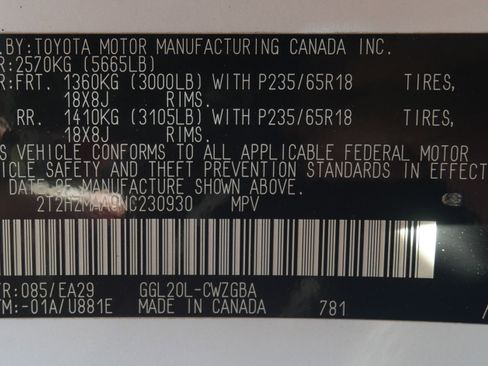 .BY: TOYOTA MOTOR MANUFACTURING CANADA INC.
R: 2570KG (5665LB)
R: FRT. 1360KG (3000LB) WITH P235/65R18 TIRES,
18X8J RIMS.
RR. 1410KG (3105LB) WITH P235/65R18 TIRES,
18X8J RIMS.
S VEHICLE CONFORMS TO ALL APPLICABLE FEDERAL MOTOR
ICLE SAFETY AND THEFT PREVENTION STANDARDS IN EFFECT
DATE OF MANUFACTURE SHOWN ABOVE.
MPV
R: 085/EA29 GGL20L-CWZGBA
M: -01A/U881E MADE IN CANADA 781